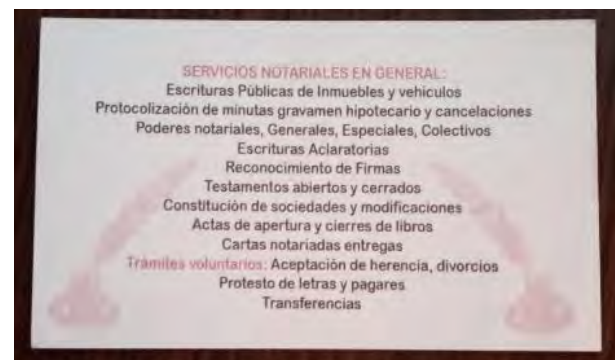 SERVICIOS NOTARIALES EN GENERAL:
Escrituras Públicas de Inmuebles y vehiculos
Protocolización de minutas gravamen hipotecario y cancelaciones
Poderes notariales, Generales, Especiales, Colectivos
Escrituras Aclaratorias
Reconocimiento de Firmas
Testamentos abiertos y cerrados
Constitución de sociedades y modificaciones
Actas de apertura y cierres de libros
Cartas notariadas entregas
Tramites voluntarios: Aceptación de herencia, divorcios
Protesto de letras y pagares
Transferencias